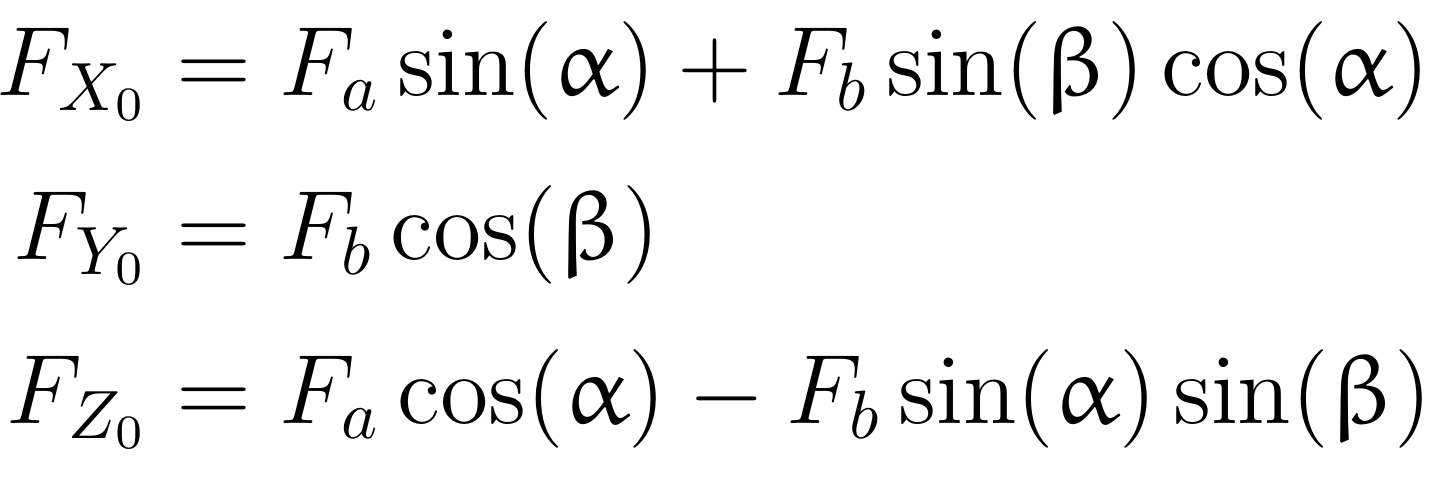 F_{X_0} = F_a sin(α) + F_b sin(β) cos(α)
F_{Y_0} = F_b cos(β)
F_{Z_0} = F_a cos(α) − F_b sin(α) sin(β)